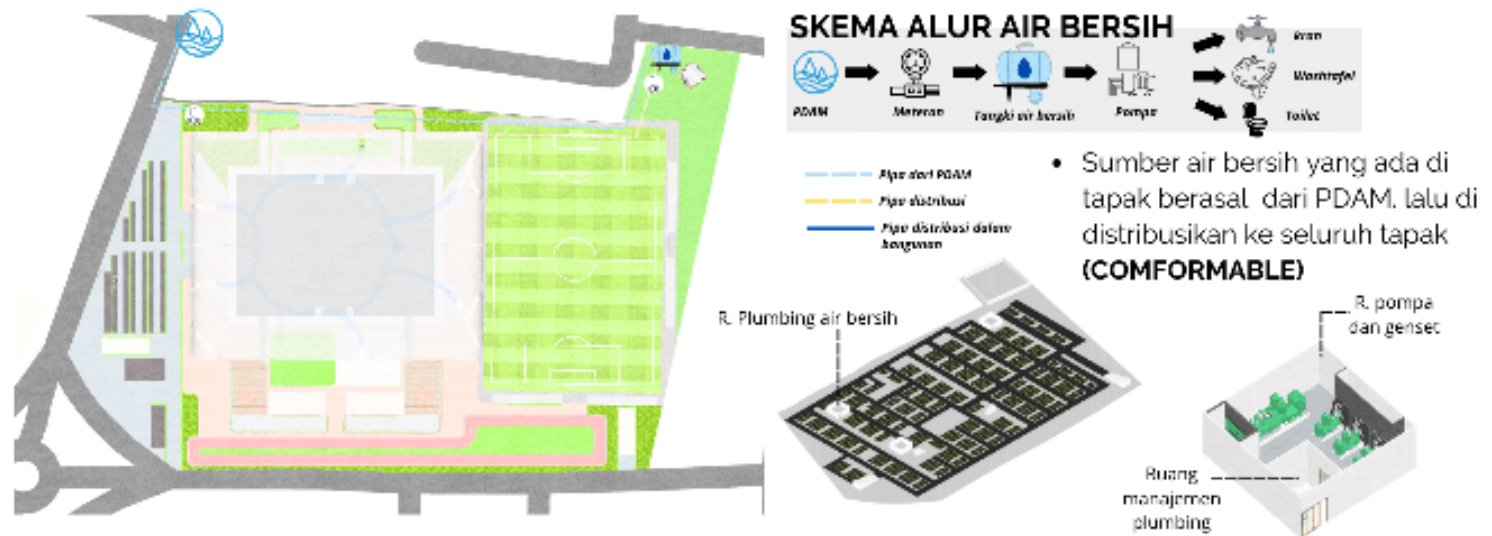 SKEMA ALUR AIR BERSIH
PDAM
Meteran
Tangki air bersih
Pompa
Kran
Washtafel
Toilet
Pipa dari PDAM
Pipa distribusi
Pipa distribusi dalam
bangunan
• Sumber air bersih yang ada di
tapak berasal dari PDAM. lalu di
distribusikan ke seluruh tapak
(COMFORMABLE)
R. Plumbing air bersih
R. pompa
dan genset
Ruang
manajemen
plumbing